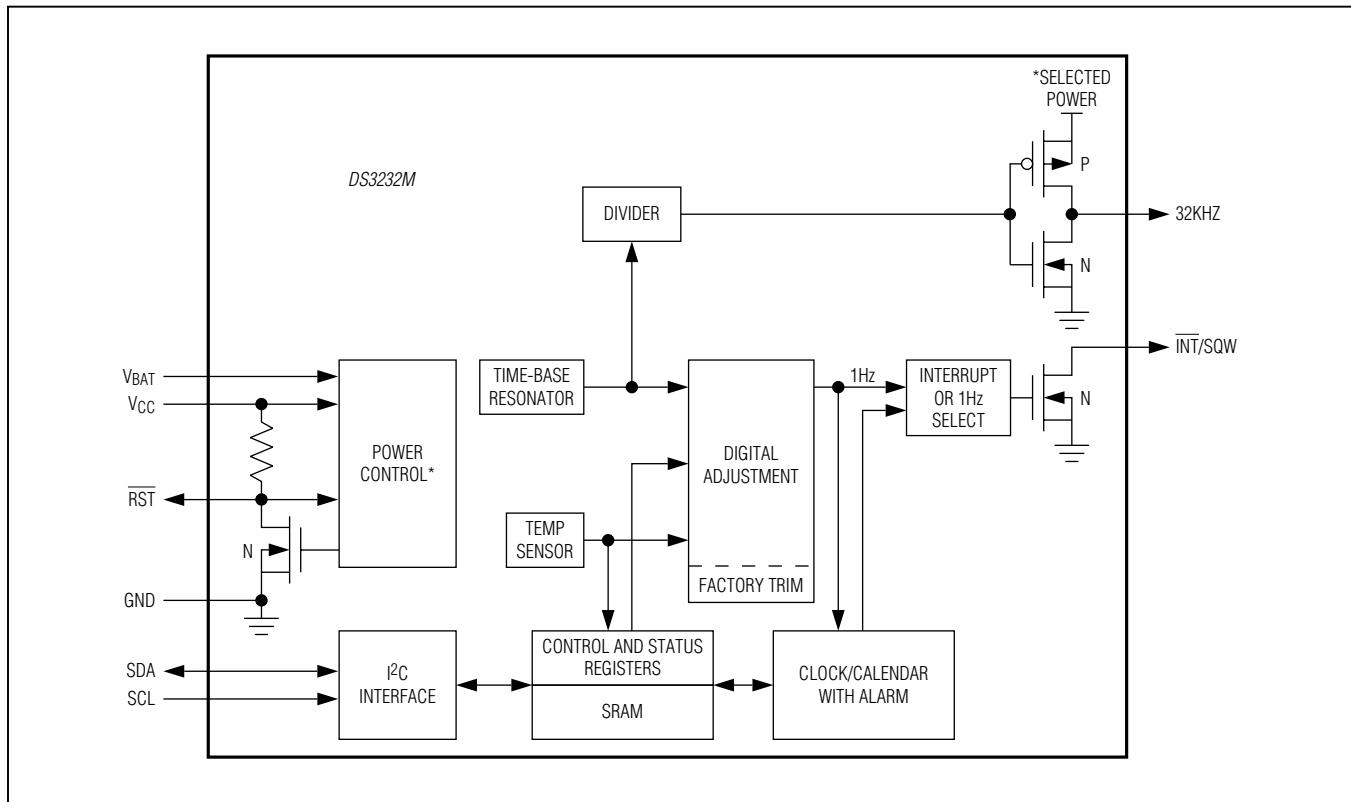 *SELECTED
POWER
P
DS3232M
DIVIDER
32KHZ
N
I̅N̅T̅/SQW
VBAT
VCC
TIME-BASE
RESONATOR
1Hz
INTERRUPT
OR 1Hz
SELECT
N
POWER
CONTROL*
DIGITAL
ADJUSTMENT
R̅S̅T̅
TEMP
SENSOR
N
FACTORY TRIM
GND
SDA
SCL
I²C
INTERFACE
CONTROL AND STATUS
REGISTERS
SRAM
CLOCK/CALENDAR
WITH ALARM